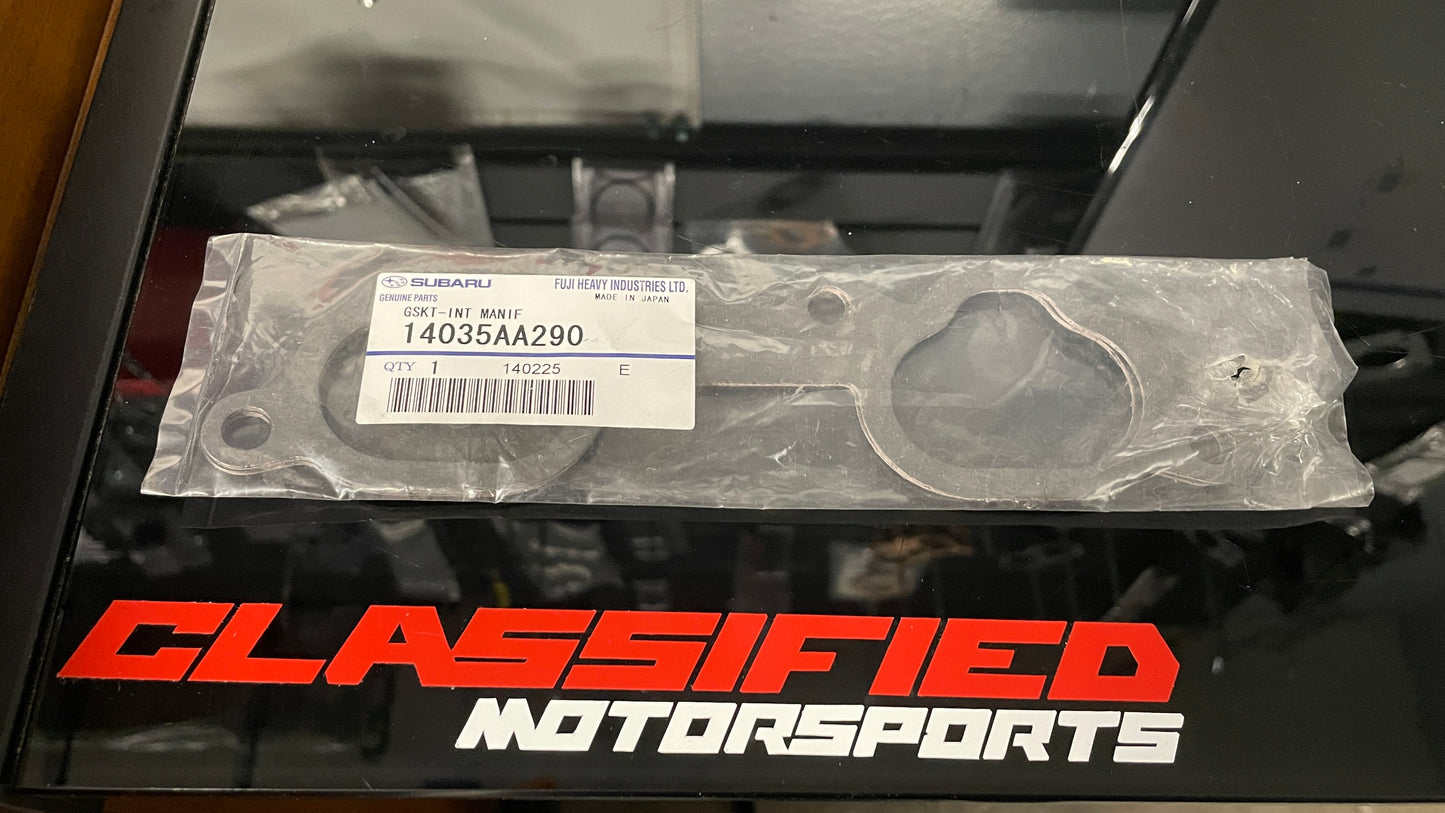 SUBARU
FUJI HEAVY INDUSTRIES LTD.
GENUINE PARTS
MADE IN JAPAN
GSKT-INT MANIF
14035AA290
QTY 1 140225 E
CLASSIFIED
MOTORSPORTS